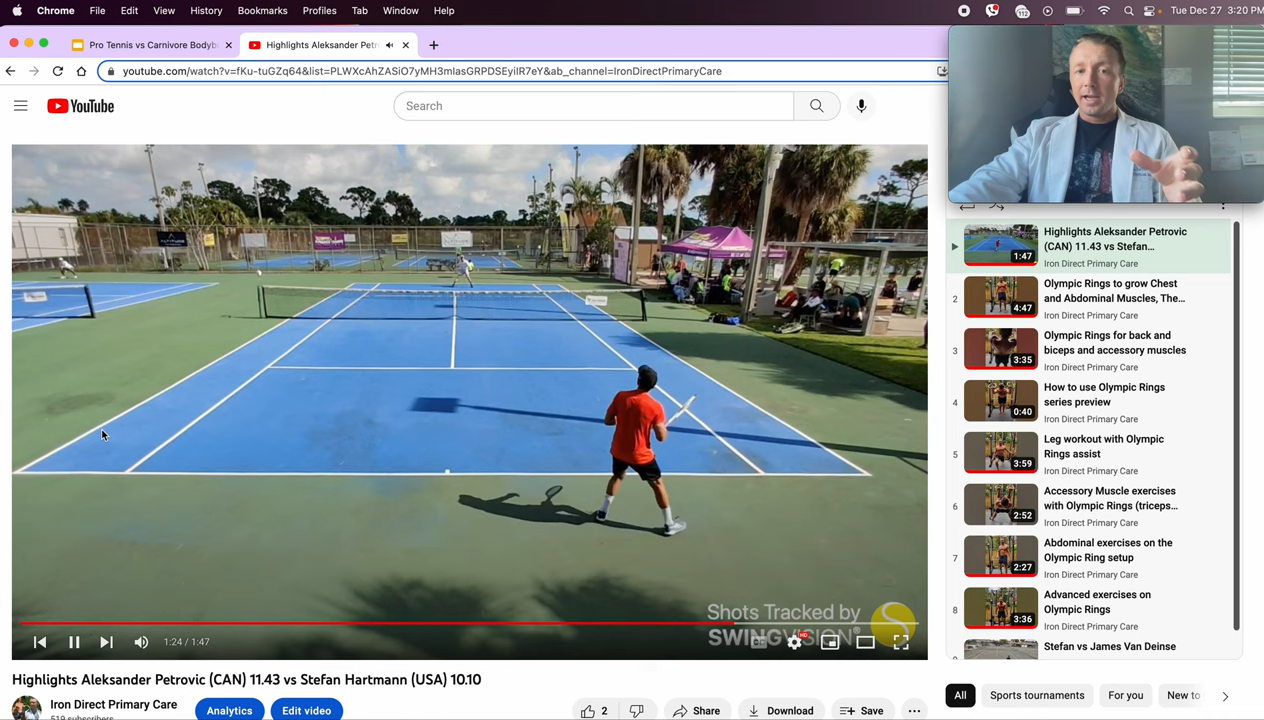 Chrome File Edit View History Bookmarks Profiles Tab Window Help
112 Tue Dec 27 3:20 PM
Pro Tennis vs Carnivore Bodyb
Highlights Aleksander Petr
youtube.com/watch?v=fKu-tuGZq64&list=PLWXcAhZASiO7yMH3mIasGRPDSEyiIR7eY&ab_channel=IronDirectPrimaryCare
YouTube
Search
Highlights Aleksander Petrovic
(CAN) 11.43 vs Stefan...
Iron Direct Primary Care
1:47
2
Olympic Rings to grow Chest
and Abdominal Muscles, The...
Iron Direct Primary Care
4:47
3
Olympic Rings for back and
biceps and accessory muscles
Iron Direct Primary Care
3:35
4
How to use Olympic Rings
series preview
Iron Direct Primary Care
0:40
5
Leg workout with Olympic
Rings assist
Iron Direct Primary Care
3:59
6
Accessory Muscle exercises
with Olympic Rings (triceps...
Iron Direct Primary Care
2:52
7
Abdominal exercises on the
Olympic Ring setup
Iron Direct Primary Care
2:27
8
Advanced exercises on
Olympic Rings
Iron Direct Primary Care
3:36
Stefan vs James Van Deinse
Shots Tracked by
SWINGVISION
HD
1:24 / 1:47
Highlights Aleksander Petrovic (CAN) 11.43 vs Stefan Hartmann (USA) 10.10
Iron Direct Primary Care
519 subscribers
Analytics
Edit video
2
Share
Download
Save
All
Sports tournaments
For you
New to